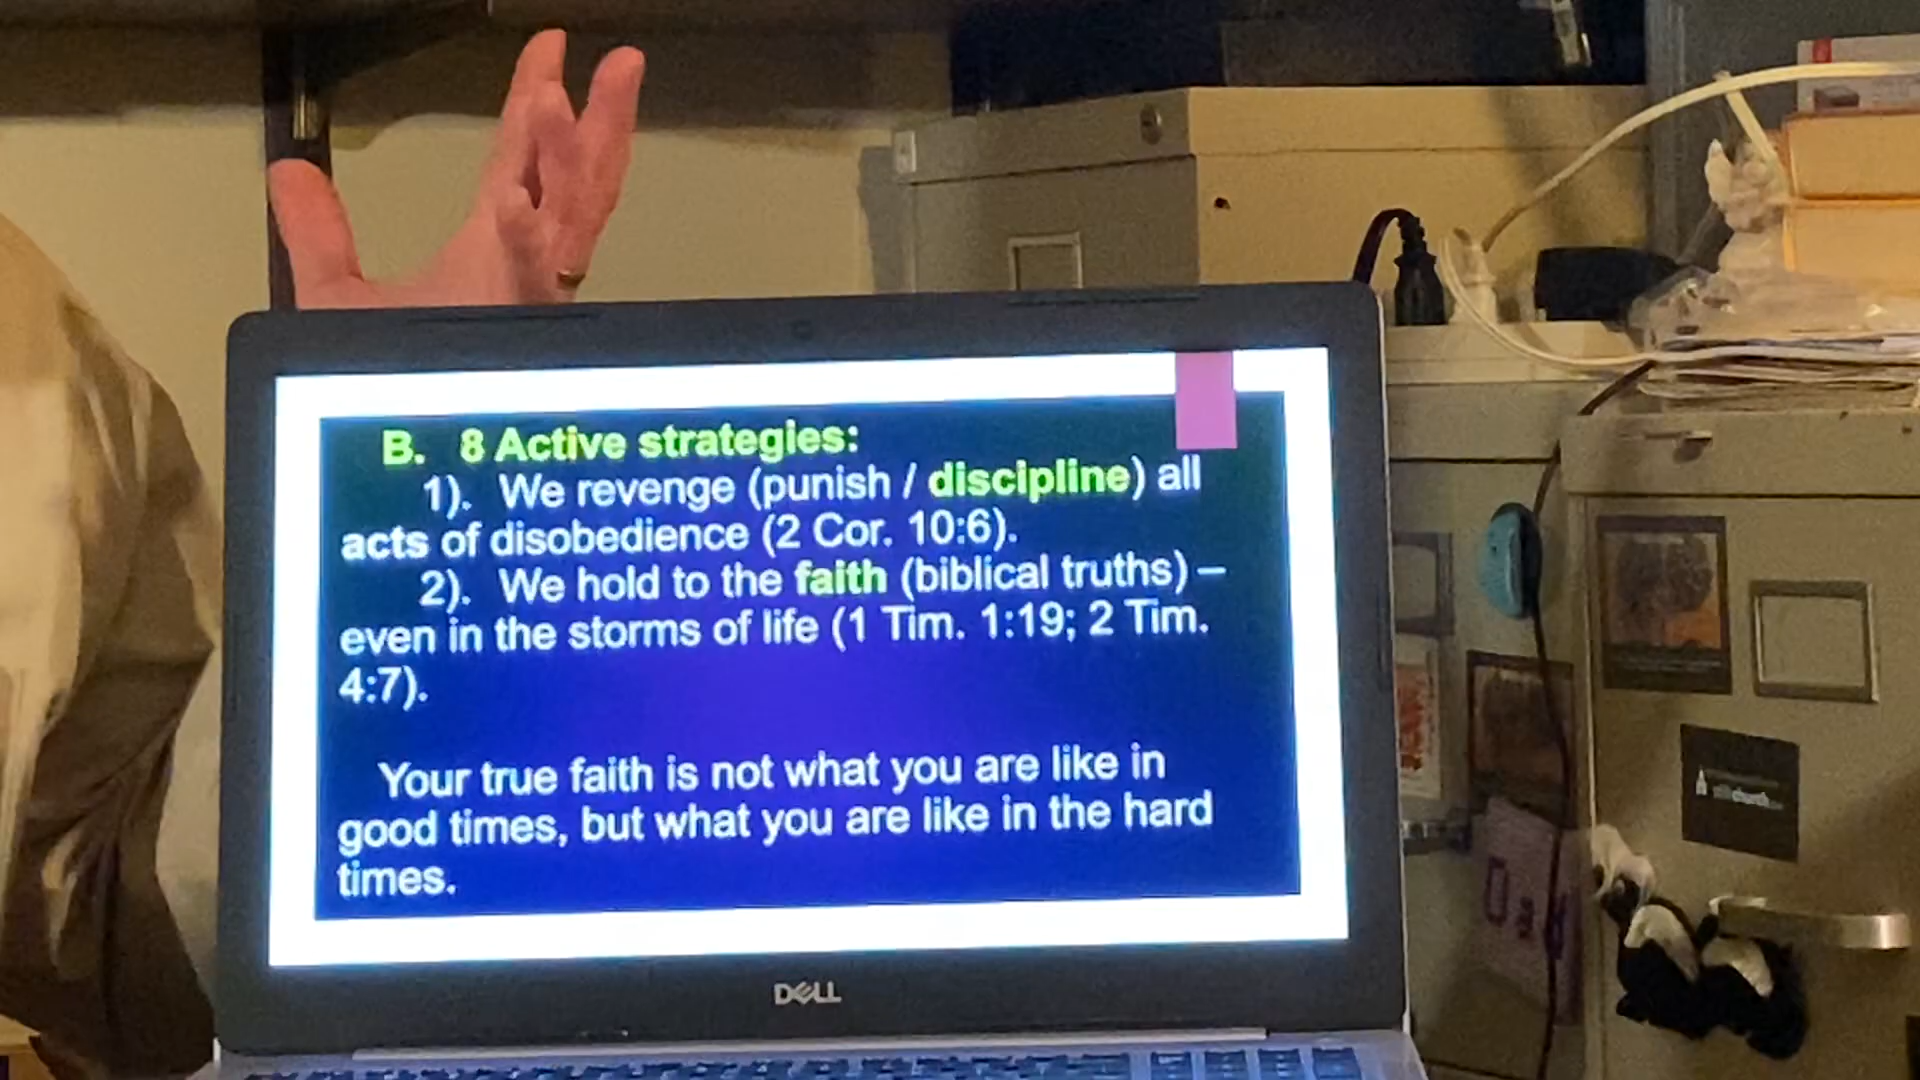 B. 8 Active strategies:
1). We revenge (punish / discipline) all
acts of disobedience (2 Cor. 10:6).
2). We hold to the faith (biblical truths) –
even in the storms of life (1 Tim. 1:19; 2 Tim.
4:7).
Your true faith is not what you are like in
good times, but what you are like in the hard
times.
DELL